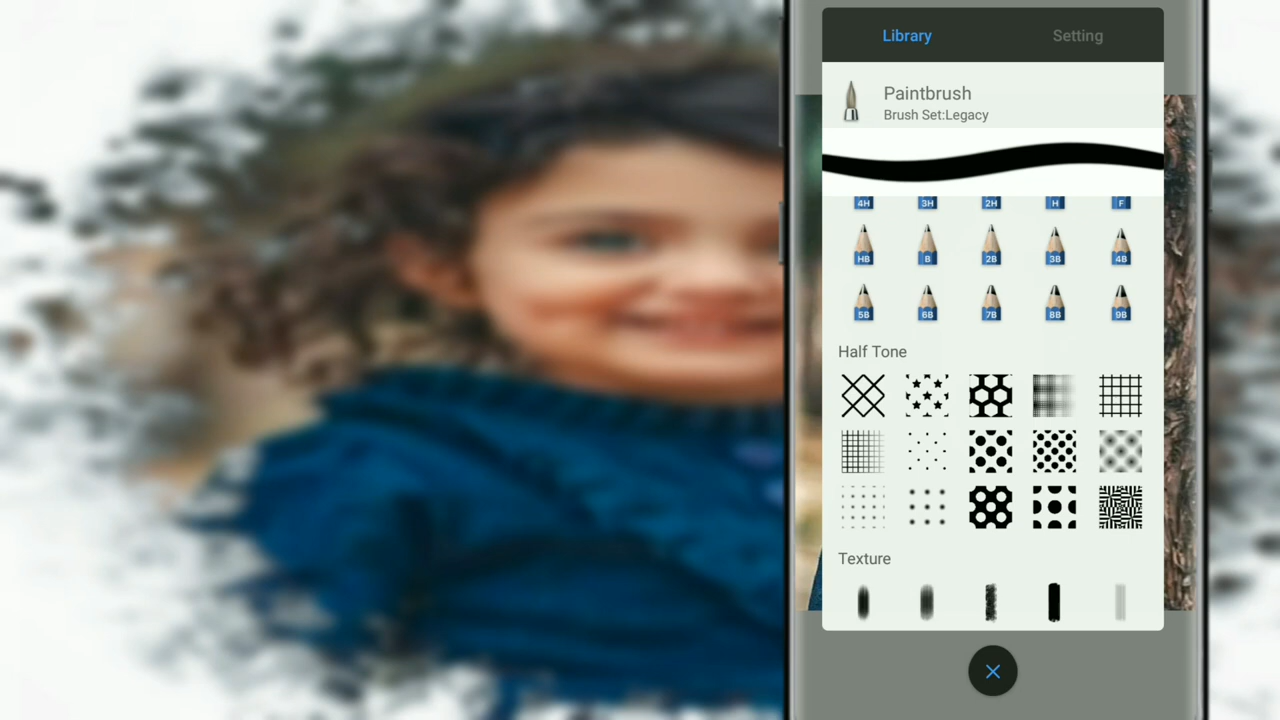 Library Setting
Paintbrush
Brush Set:Legacy
4H 3H 2H H F
HB B 2B 3B 4B
5B 6B 7B 8B 9B
Half Tone
Texture